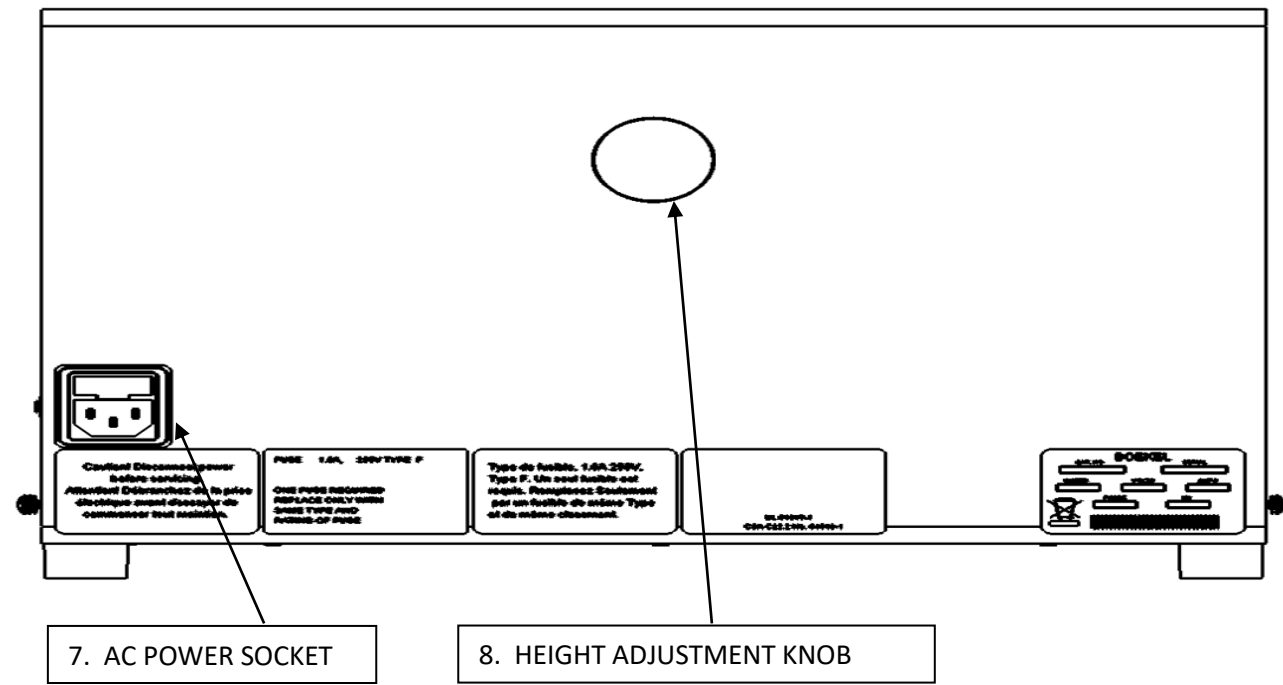 Caution! Disconnect power
before servicing.
Attention! Débranchez de la prise
électrique avant d'essayer de
commencer tout maintien.
FUSE 1.6A, 250V TYPE F
ONE FUSE REQUIRED
REPLACE ONLY WITH
SAME TYPE AND
RATING OF FUSE
Type de fusible, 1.6A 250V,
Type F. Un seul fusible est
requis. Remplacez Seulement
par un fusible de même Type
et de même classement.
BOEKEL
7. AC POWER SOCKET
8. HEIGHT ADJUSTMENT KNOB